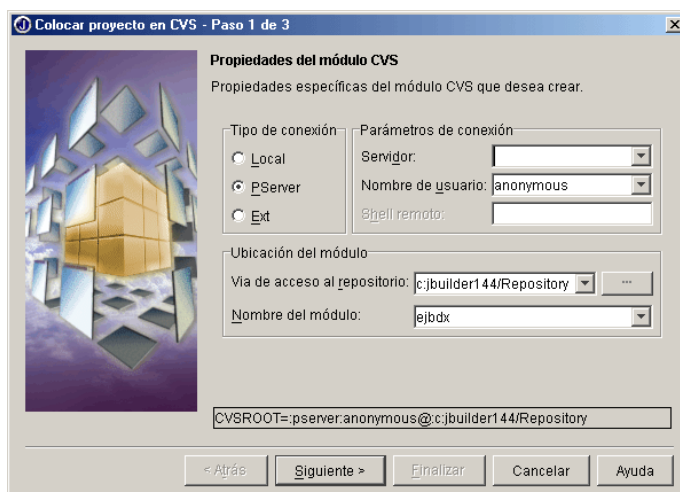 Colocar proyecto en CVS - Paso 1 de 3
Propiedades del módulo CVS
Propiedades específicas del módulo CVS que desea crear.
Tipo de conexión
Local
PServer
Ext
Parámetros de conexión
Servidor:
Nombre de usuario: anonymous
Shell remoto:
Ubicación del módulo
Via de acceso al repositorio: c:jbuilder144/Repository ...
Nombre del módulo: ejbdx
CVSROOT=:pserver:anonymous@:c:jbuilder144/Repository
< Atrás Siguiente > Finalizar Cancelar Ayuda